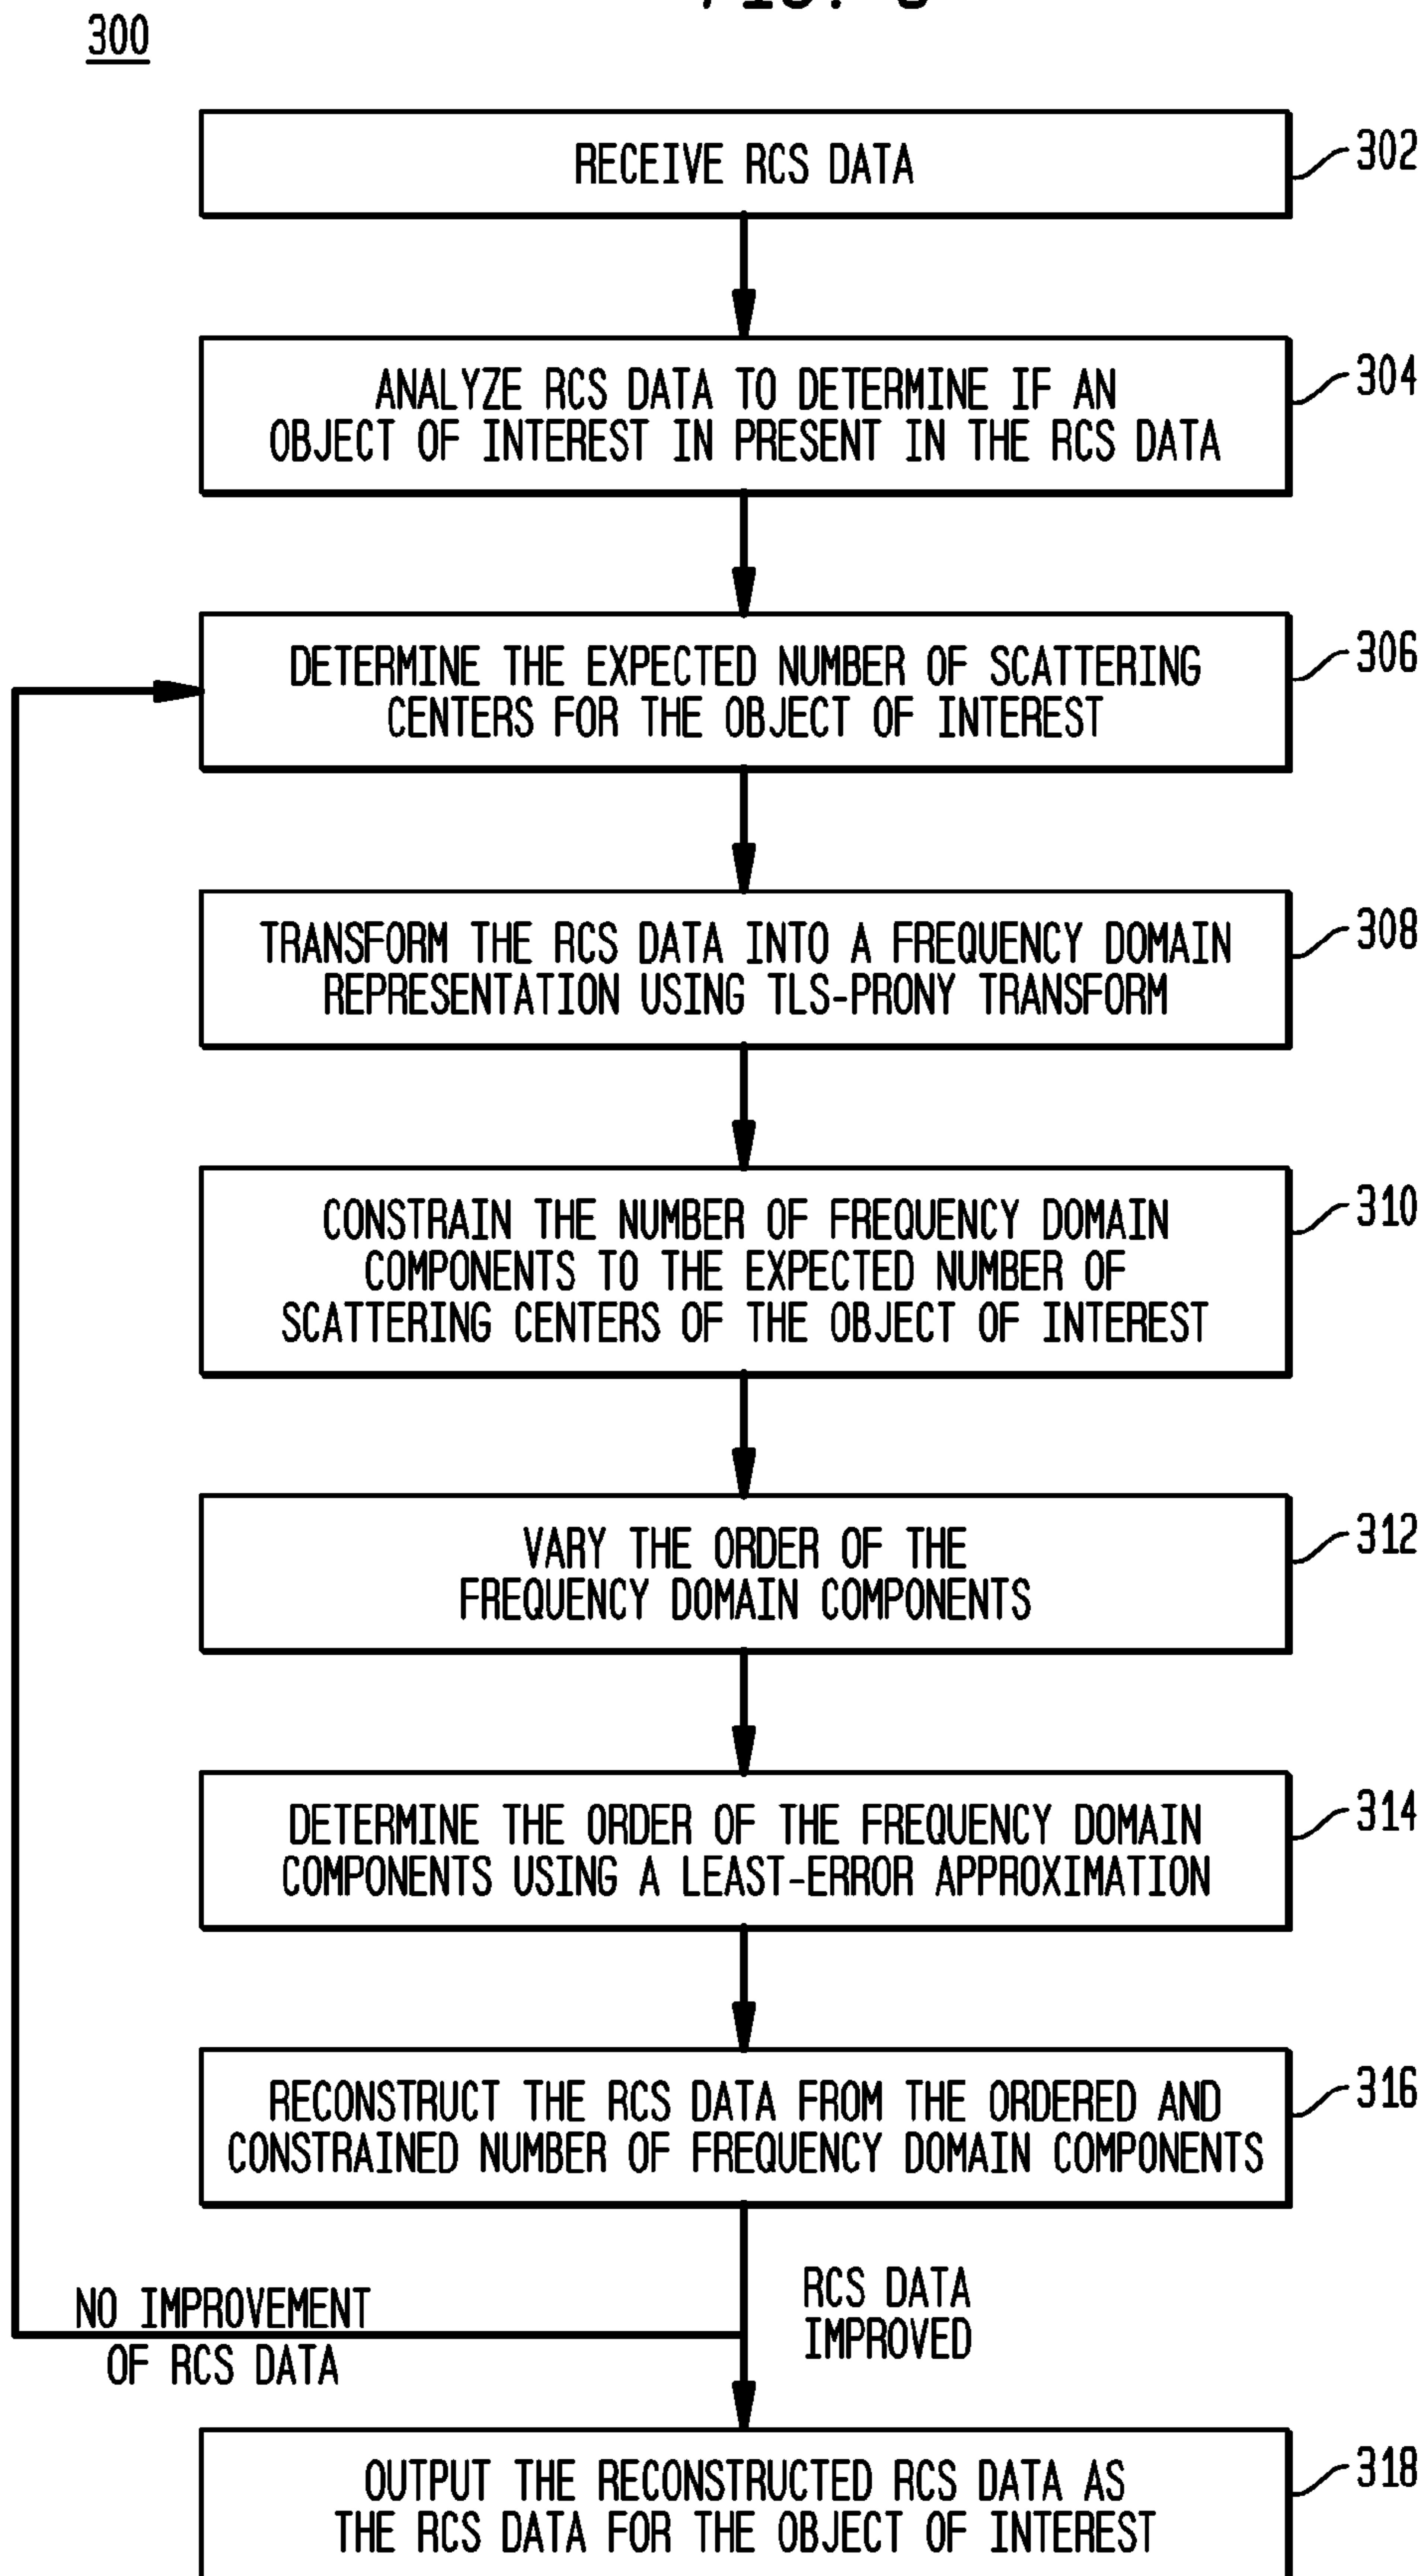 300
RECEIVE RCS DATA
302
ANALYZE RCS DATA TO DETERMINE IF AN
OBJECT OF INTEREST IN PRESENT IN THE RCS DATA
304
DETERMINE THE EXPECTED NUMBER OF SCATTERING
CENTERS FOR THE OBJECT OF INTEREST
306
TRANSFORM THE RCS DATA INTO A FREQUENCY DOMAIN
REPRESENTATION USING TLS-PRONY TRANSFORM
308
CONSTRAIN THE NUMBER OF FREQUENCY DOMAIN
COMPONENTS TO THE EXPECTED NUMBER OF
SCATTERING CENTERS OF THE OBJECT OF INTEREST
310
VARY THE ORDER OF THE
FREQUENCY DOMAIN COMPONENTS
312
DETERMINE THE ORDER OF THE FREQUENCY DOMAIN
COMPONENTS USING A LEAST-ERROR APPROXIMATION
314
RECONSTRUCT THE RCS DATA FROM THE ORDERED AND
CONSTRAINED NUMBER OF FREQUENCY DOMAIN COMPONENTS
316
NO IMPROVEMENT
OF RCS DATA
RCS DATA
IMPROVED
OUTPUT THE RECONSTRUCTED RCS DATA AS
THE RCS DATA FOR THE OBJECT OF INTEREST
318